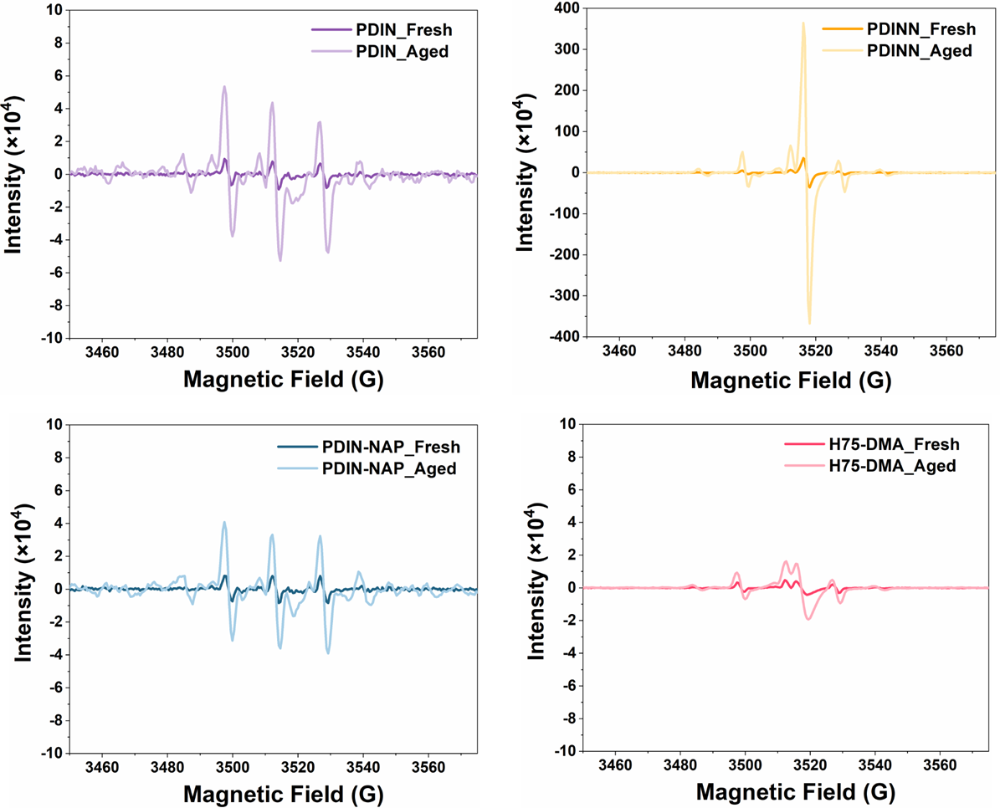 PDIN_Fresh
PDIN_Aged
10
8
6
4
2
0
-2
-4
-6
-8
-10
Intensity (×10⁴)
3460 3480 3500 3520 3540 3560
Magnetic Field (G)
PDINN_Fresh
PDINN_Aged
400
300
200
100
0
-100
-200
-300
-400
Intensity (×10⁴)
3460 3480 3500 3520 3540 3560
Magnetic Field (G)
PDIN-NAP_Fresh
PDIN-NAP_Aged
10
8
6
4
2
0
-2
-4
-6
-8
-10
Intensity (×10⁴)
3460 3480 3500 3520 3540 3560
Magnetic Field (G)
H75-DMA_Fresh
H75-DMA_Aged
10
8
6
4
2
0
-2
-4
-6
-8
-10
Intensity (×10⁴)
3460 3480 3500 3520 3540 3560
Magnetic Field (G)